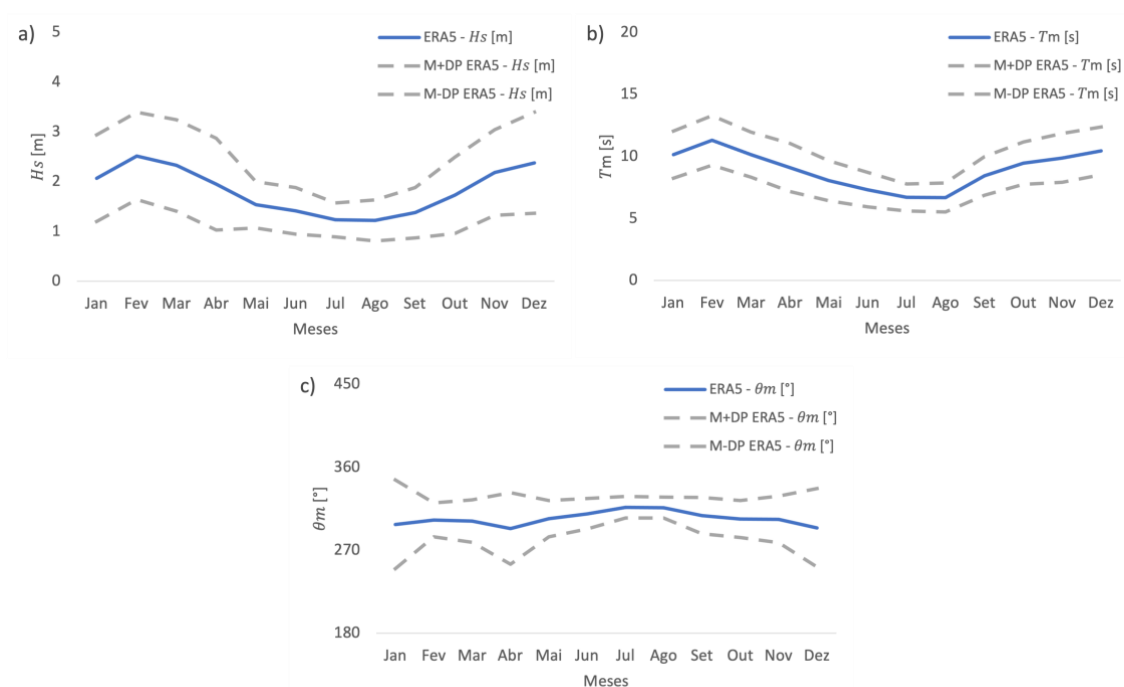 a)
5
4
3
2
1
0
Hs [m]
ERA5 - Hs [m]
M+DP ERA5 - Hs [m]
M-DP ERA5 - Hs [m]
Jan Fev Mar Abr Mai Jun Jul Ago Set Out Nov Dez
Meses
b)
20
15
10
5
0
Tm [s]
ERA5 - Tm [s]
M+DP ERA5 - Tm [s]
M-DP ERA5 - Tm [s]
Jan Fev Mar Abr Mai Jun Jul Ago Set Out Nov Dez
Meses
c)
450
360
270
180
θm [°]
ERA5 - θm [°]
M+DP ERA5 - θm [°]
M-DP ERA5 - θm [°]
Jan Fev Mar Abr Mai Jun Jul Ago Set Out Nov Dez
Meses